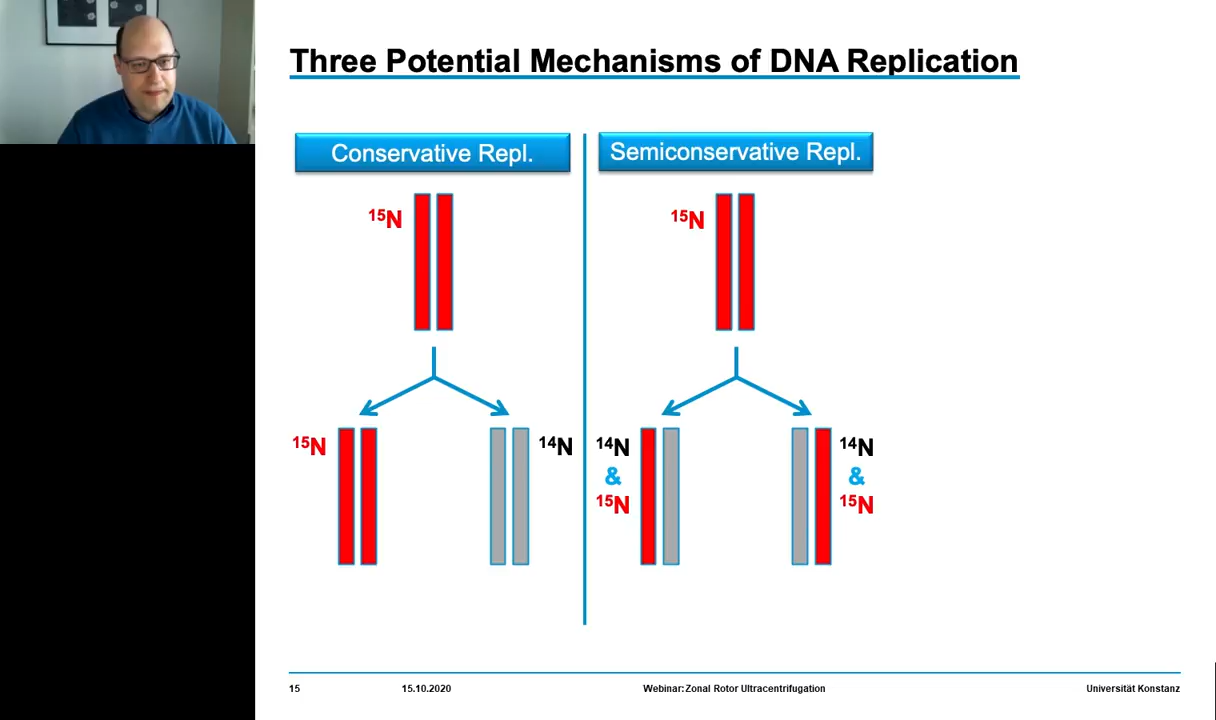 Three Potential Mechanisms of DNA Replication
Conservative Repl.
Semiconservative Repl.
¹⁵N
¹⁵N
¹⁵N
¹⁴N
¹⁴N
&
¹⁵N
¹⁴N
&
¹⁵N
15
15.10.2020
Webinar: Zonal Rotor Ultracentrifugation
Universität Konstanz